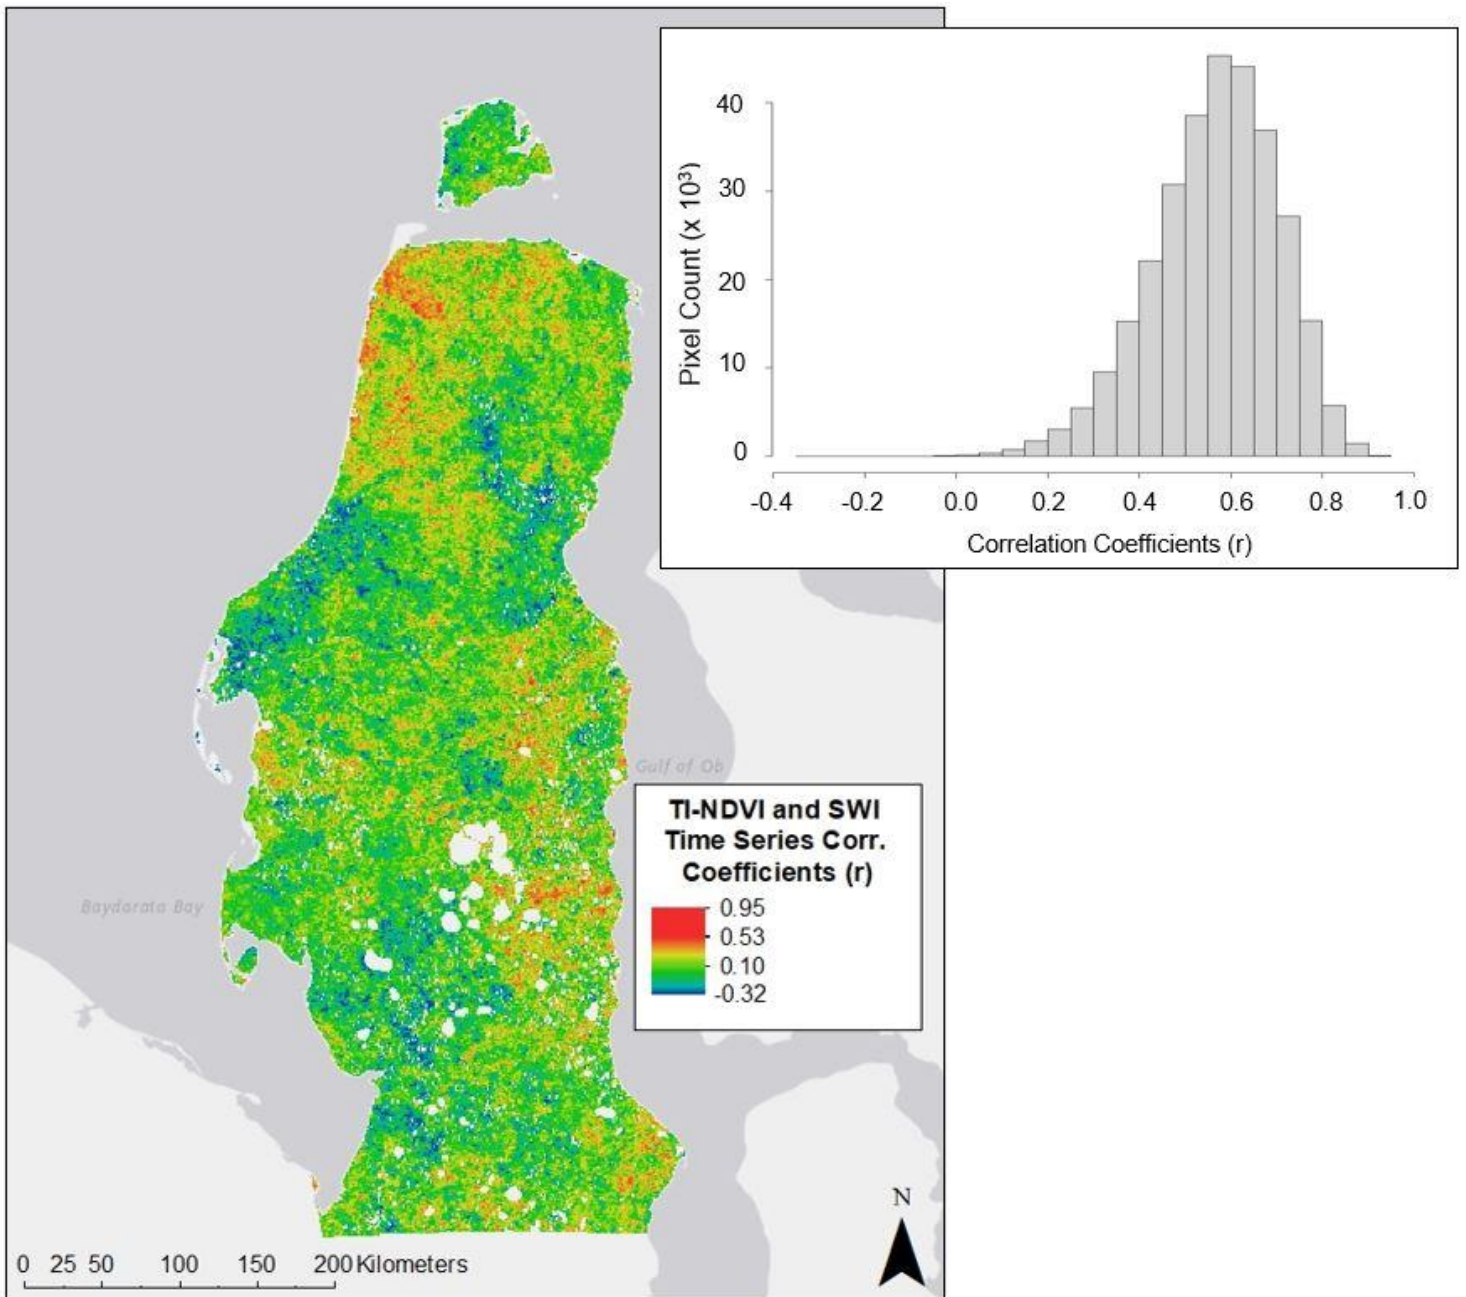 40
30
20
10
0
Pixel Count (x 10³)
-0.4 -0.2 0.0 0.2 0.4 0.6 0.8 1.0
Correlation Coefficients (r)
Gulf of Ob
TI-NDVI and SWI
Time Series Corr.
Coefficients (r)
0.95
0.53
0.10
-0.32
Baydarata Bay
N
0 25 50 100 150 200 Kilometers